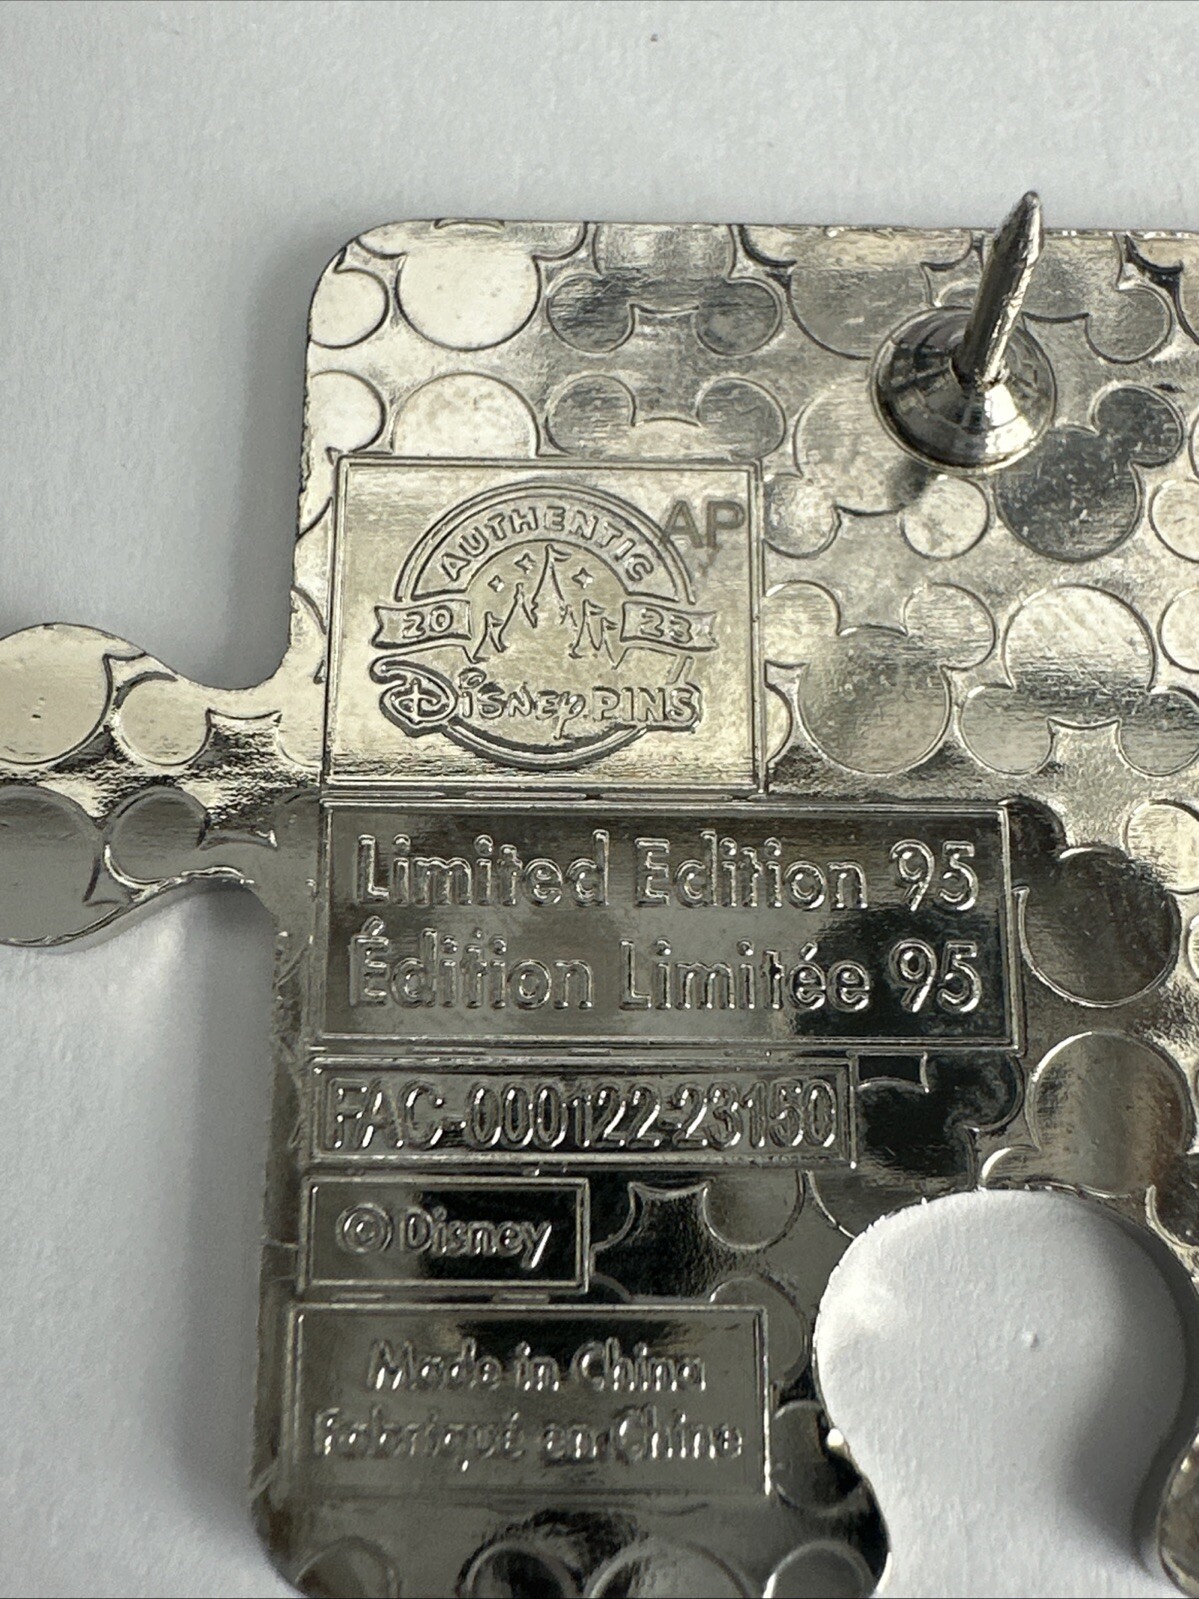 AP
AUTHENTIC
20 23
Disney PINS
Limited Edition 95
Édition Limitée 95
FAC-000122-23150
© Disney
Made in China
Fabriqué en Chine